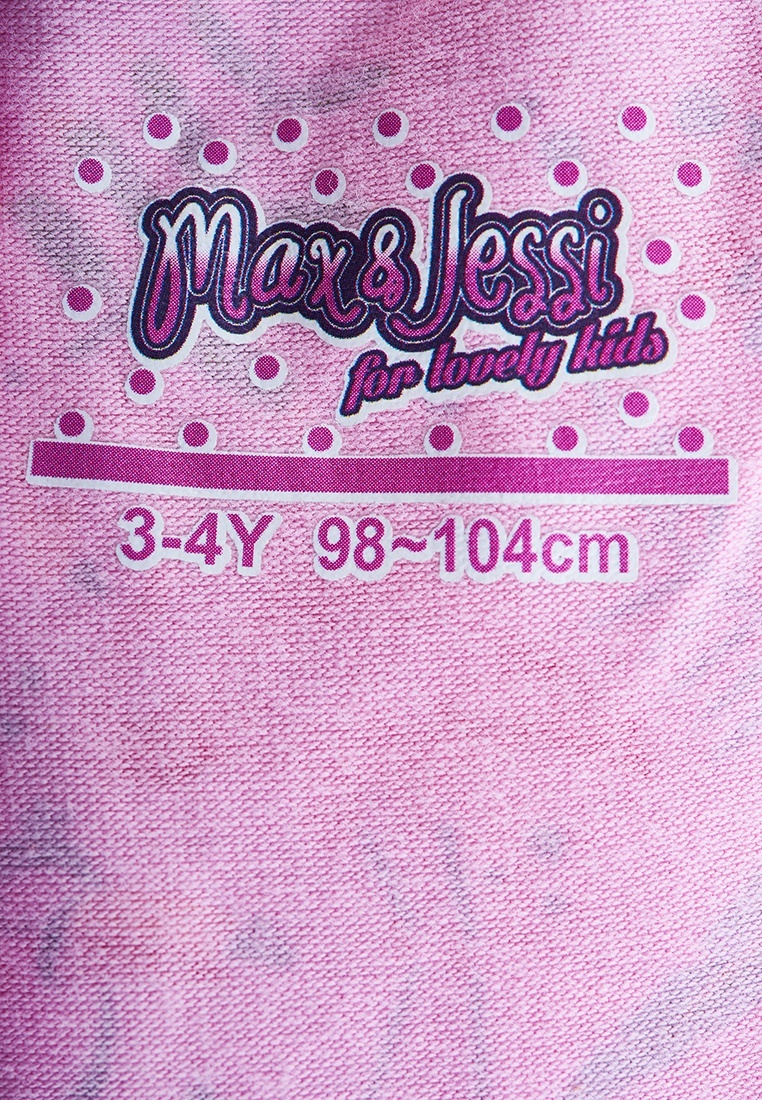 Max & Jessi
for lovely kids
3-4Y 98~104cm